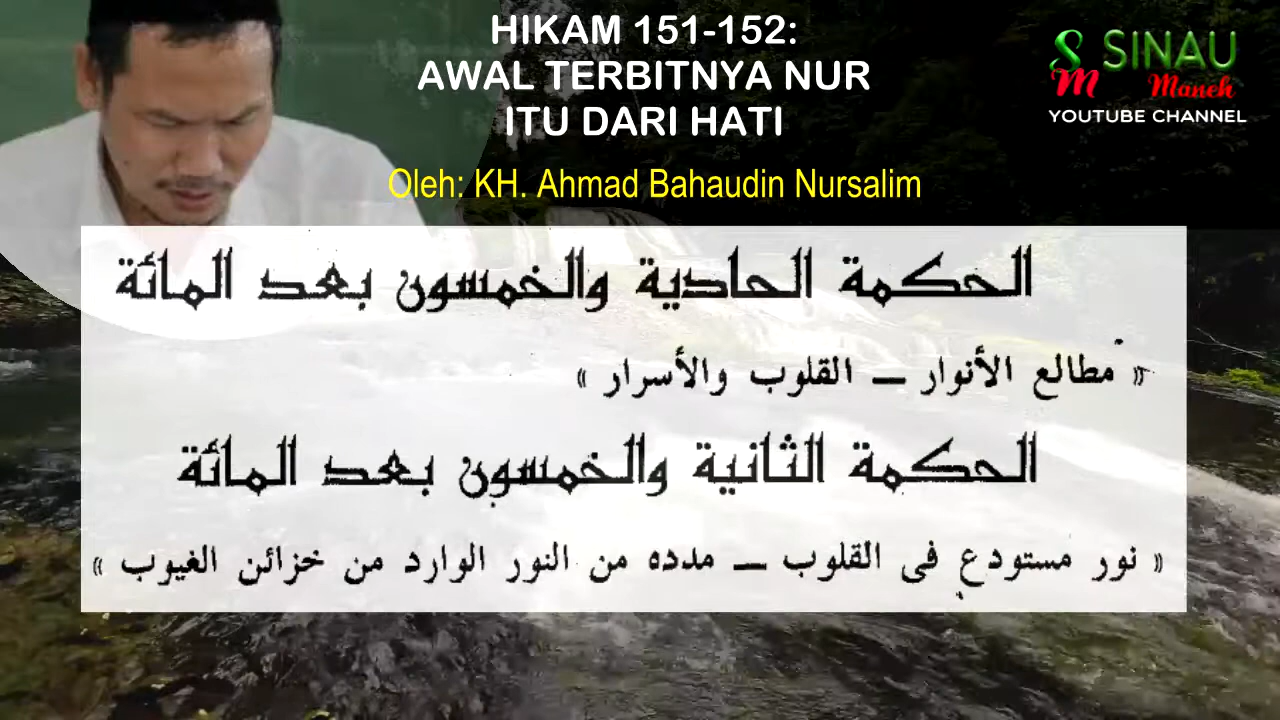 HIKAM 151-152:
AWAL TERBITNYA NUR
ITU DARI HATI
SM SINAU
Maneh
YOUTUBE CHANNEL
Oleh: KH. Ahmad Bahaudin Nursalim
الحكمة الحادية والخمسون بعد المائة
« مطالع الأنوار — القلوب والأسرار »
الحكمة الثانية والخمسون بعد المائة
« نور مستودع فى القلوب — مدده من النور الوارد من خزائن الغيوب »